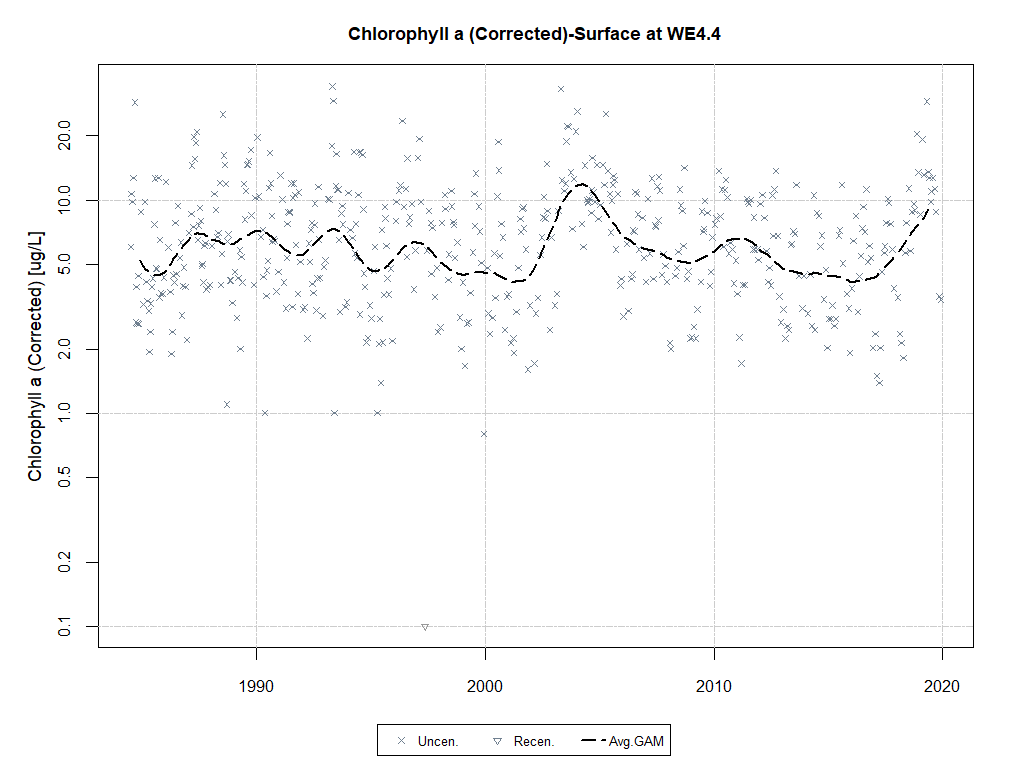 Chlorophyll a (Corrected)-Surface at WE4.4
Chlorophyll a (Corrected) [ug/L]
20.0
10.0
5.0
2.0
1.0
0.5
0.2
0.1
1990 2000 2010 2020
Uncen. Recen. Avg.GAM